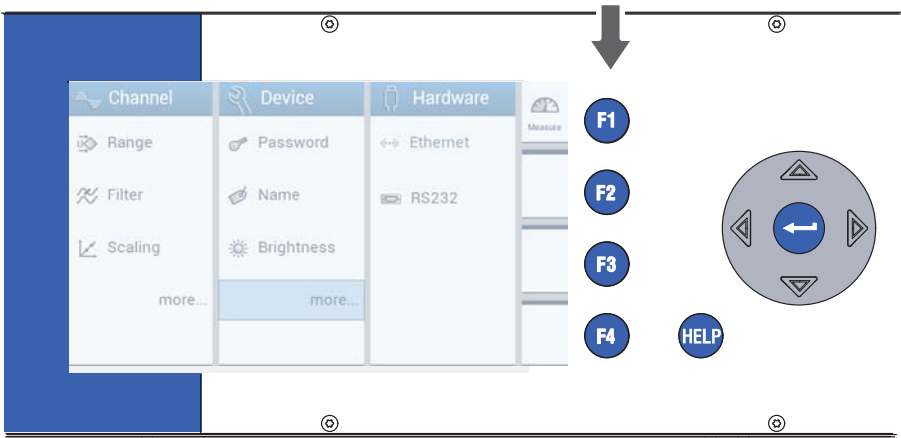 Channel
Range
Filter
Scaling
more...
Device
Password
Name
Brightness
more...
Hardware
Ethernet
RS232
Measure
F1
F2
F3
F4
HELP